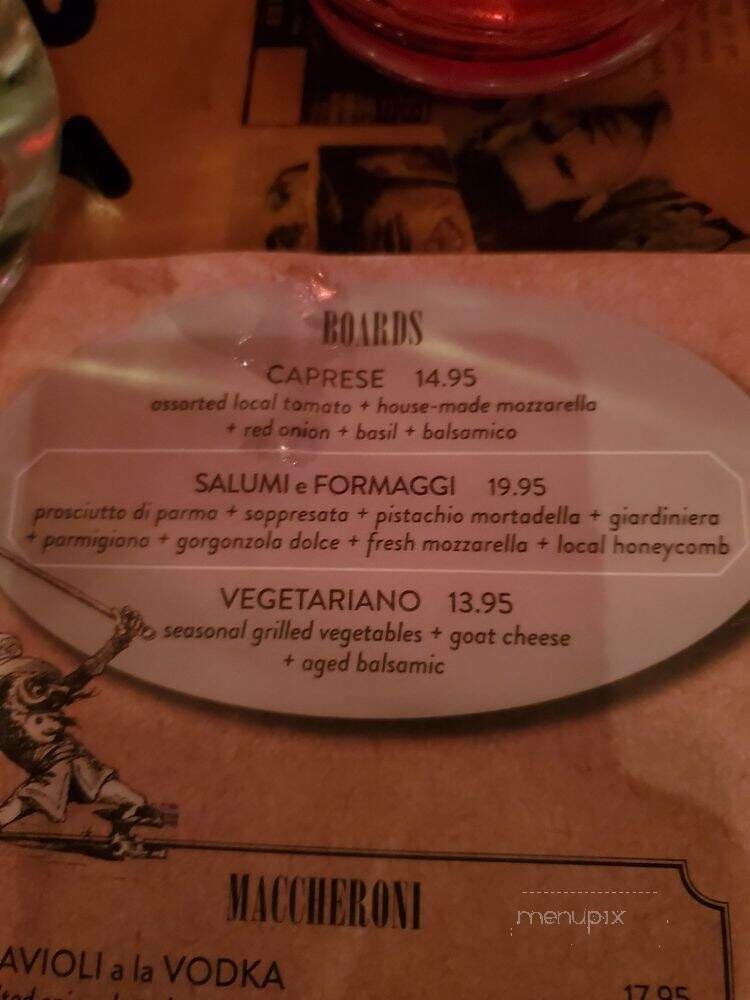 BOARDS
CAPRESE 14.95
assorted local tomato + house-made mozzarella
+ red onion + basil + balsamico
SALUMI e FORMAGGI 19.95
prosciutto di parma + soppresata + pistachio mortadella + giardiniera
+ parmigiano + gorgonzola dolce + fresh mozzarella + local honeycomb
VEGETARIANO 13.95
seasonal grilled vegetables + goat cheese
+ aged balsamic
MACCHERONI
menupix
AVIOLI a la VODKA
17.95